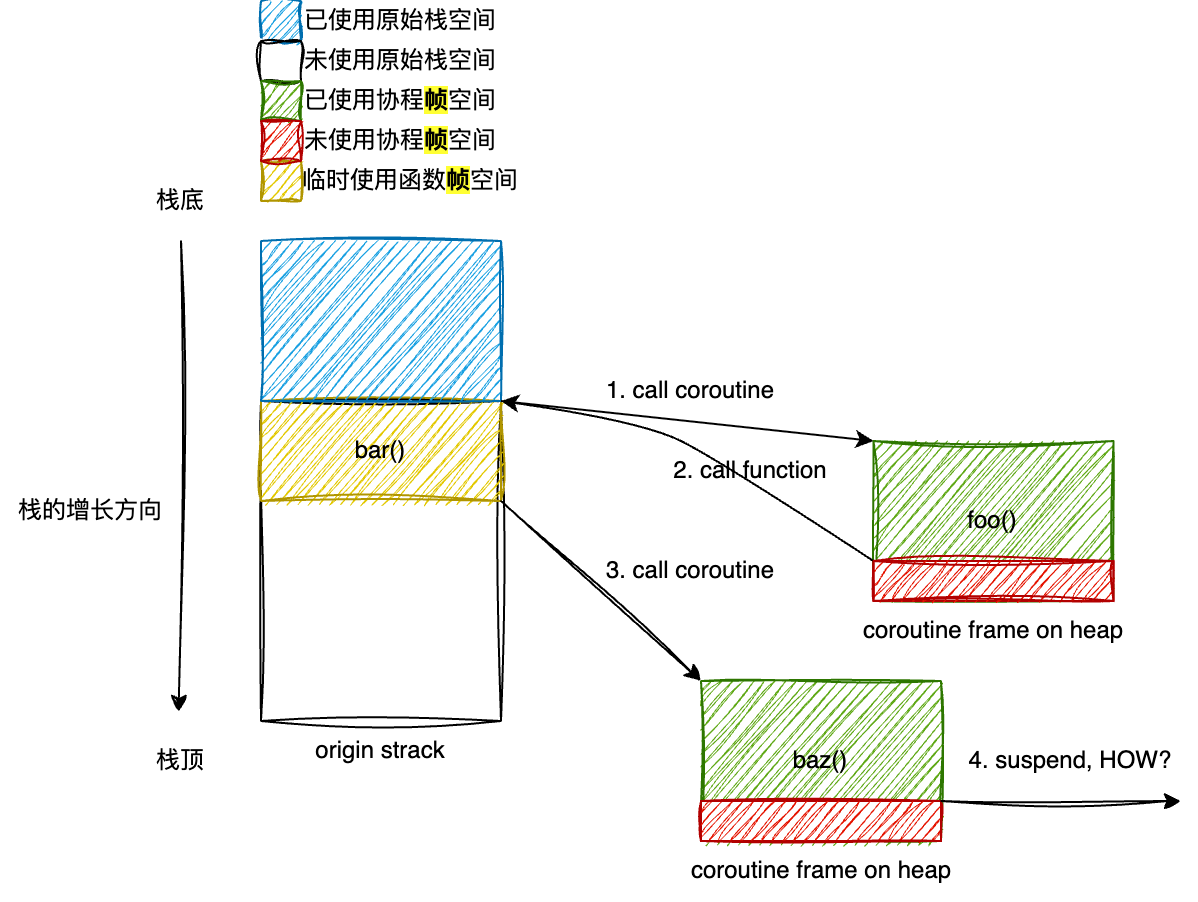 已使用原始栈空间
未使用原始栈空间
已使用协程帧空间
未使用协程帧空间
临时使用函数帧空间
栈底
1. call coroutine
bar()
2. call function
栈的增长方向
foo()
3. call coroutine
coroutine frame on heap
origin strack
栈顶
baz()
4. suspend, HOW?
coroutine frame on heap